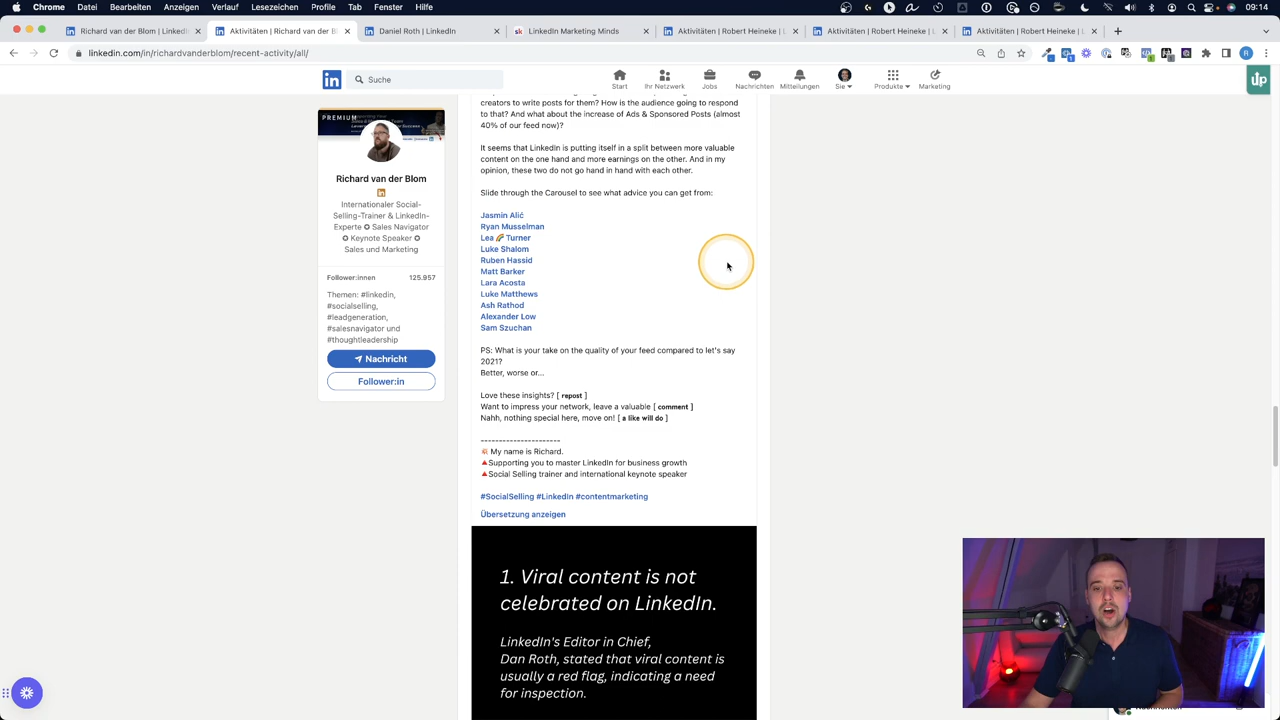 Chrome Datei Bearbeiten Anzeigen Verlauf Lesezeichen Profile Tab Fenster Hilfe
09:14
Richard van der Blom | LinkedIn
Aktivitäten | Richard van der B
Daniel Roth | LinkedIn
LinkedIn Marketing Minds
Aktivitäten | Robert Heineke | L
Aktivitäten | Robert Heineke | L
Aktivitäten | Robert Heineke | L
linkedin.com/in/richardvanderblom/recent-activity/all/
in
Suche
Start
Ihr Netzwerk
Jobs
Nachrichten
Mitteilungen
Sie
Produkte
Marketing
up
PREMIUM
Richard van der Blom
in
Internationaler Social-
Selling-Trainer & LinkedIn-
Experte ✪ Sales Navigator
✪ Keynote Speaker ✪
Sales und Marketing
Follower:innen 125.957
Themen: #linkedin,
#socialselling,
#leadgeneration,
#salesnavigator und
#thoughtleadership
Nachricht
Follower:in
creators to write posts for them? How is the audience going to respond
to that? And what about the increase of Ads & Sponsored Posts (almost
40% of our feed now)?
It seems that LinkedIn is putting itself in a split between more valuable
content on the one hand and more earnings on the other. And in my
opinion, these two do not go hand in hand with each other.
Slide through the Carousel to see what advice you can get from:
Jasmin Alić
Ryan Musselman
Lea 🌈 Turner
Luke Shalom
Ruben Hassid
Matt Barker
Lara Acosta
Luke Matthews
Ash Rathod
Alexander Low
Sam Szuchan
PS: What is your take on the quality of your feed compared to let's say
2021?
Better, worse or...
Love these insights? [ repost ]
Want to impress your network, leave a valuable [ comment ]
Nahh, nothing special here, move on! [ a like will do ]
----------------------
💥 My name is Richard.
🔺Supporting you to master LinkedIn for business growth
🔺Social Selling trainer and international keynote speaker
#SocialSelling #LinkedIn #contentmarketing
Übersetzung anzeigen
1. Viral content is not
celebrated on LinkedIn.
LinkedIn's Editor in Chief,
Dan Roth, stated that viral content is
usually a red flag, indicating a need
for inspection.